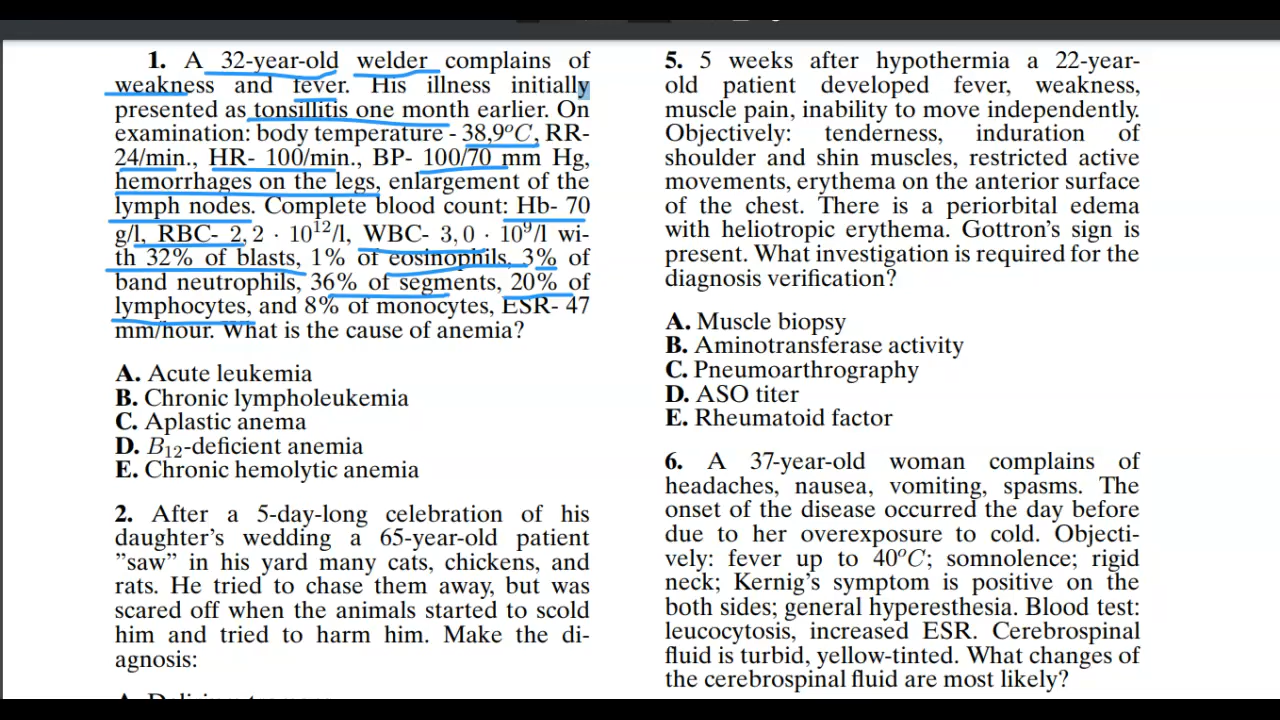 1. A 32-year-old welder complains of
weakness and fever. His illness initially
presented as tonsillitis one month earlier. On
examination: body temperature - 38,9°C, RR-
24/min., HR- 100/min., BP- 100/70 mm Hg,
hemorrhages on the legs, enlargement of the
lymph nodes. Complete blood count: Hb- 70
g/l, RBC- 2,2 · 10¹²/l, WBC- 3,0 · 10⁹/l wi-
th 32% of blasts, 1% of eosinophils, 3% of
band neutrophils, 36% of segments, 20% of
lymphocytes, and 8% of monocytes, ESR- 47
mm/hour. What is the cause of anemia?
A. Acute leukemia
B. Chronic lympholeukemia
C. Aplastic anema
D. B₁₂-deficient anemia
E. Chronic hemolytic anemia
2. After a 5-day-long celebration of his
daughter's wedding a 65-year-old patient
"saw" in his yard many cats, chickens, and
rats. He tried to chase them away, but was
scared off when the animals started to scold
him and tried to harm him. Make the di-
agnosis:
5. 5 weeks after hypothermia a 22-year-
old patient developed fever, weakness,
muscle pain, inability to move independently.
Objectively: tenderness, induration of
shoulder and shin muscles, restricted active
movements, erythema on the anterior surface
of the chest. There is a periorbital edema
with heliotropic erythema. Gottron's sign is
present. What investigation is required for the
diagnosis verification?
A. Muscle biopsy
B. Aminotransferase activity
C. Pneumoarthrography
D. ASO titer
E. Rheumatoid factor
6. A 37-year-old woman complains of
headaches, nausea, vomiting, spasms. The
onset of the disease occurred the day before
due to her overexposure to cold. Objecti-
vely: fever up to 40°C; somnolence; rigid
neck; Kernig's symptom is positive on the
both sides; general hyperesthesia. Blood test:
leucocytosis, increased ESR. Cerebrospinal
fluid is turbid, yellow-tinted. What changes of
the cerebrospinal fluid are most likely?